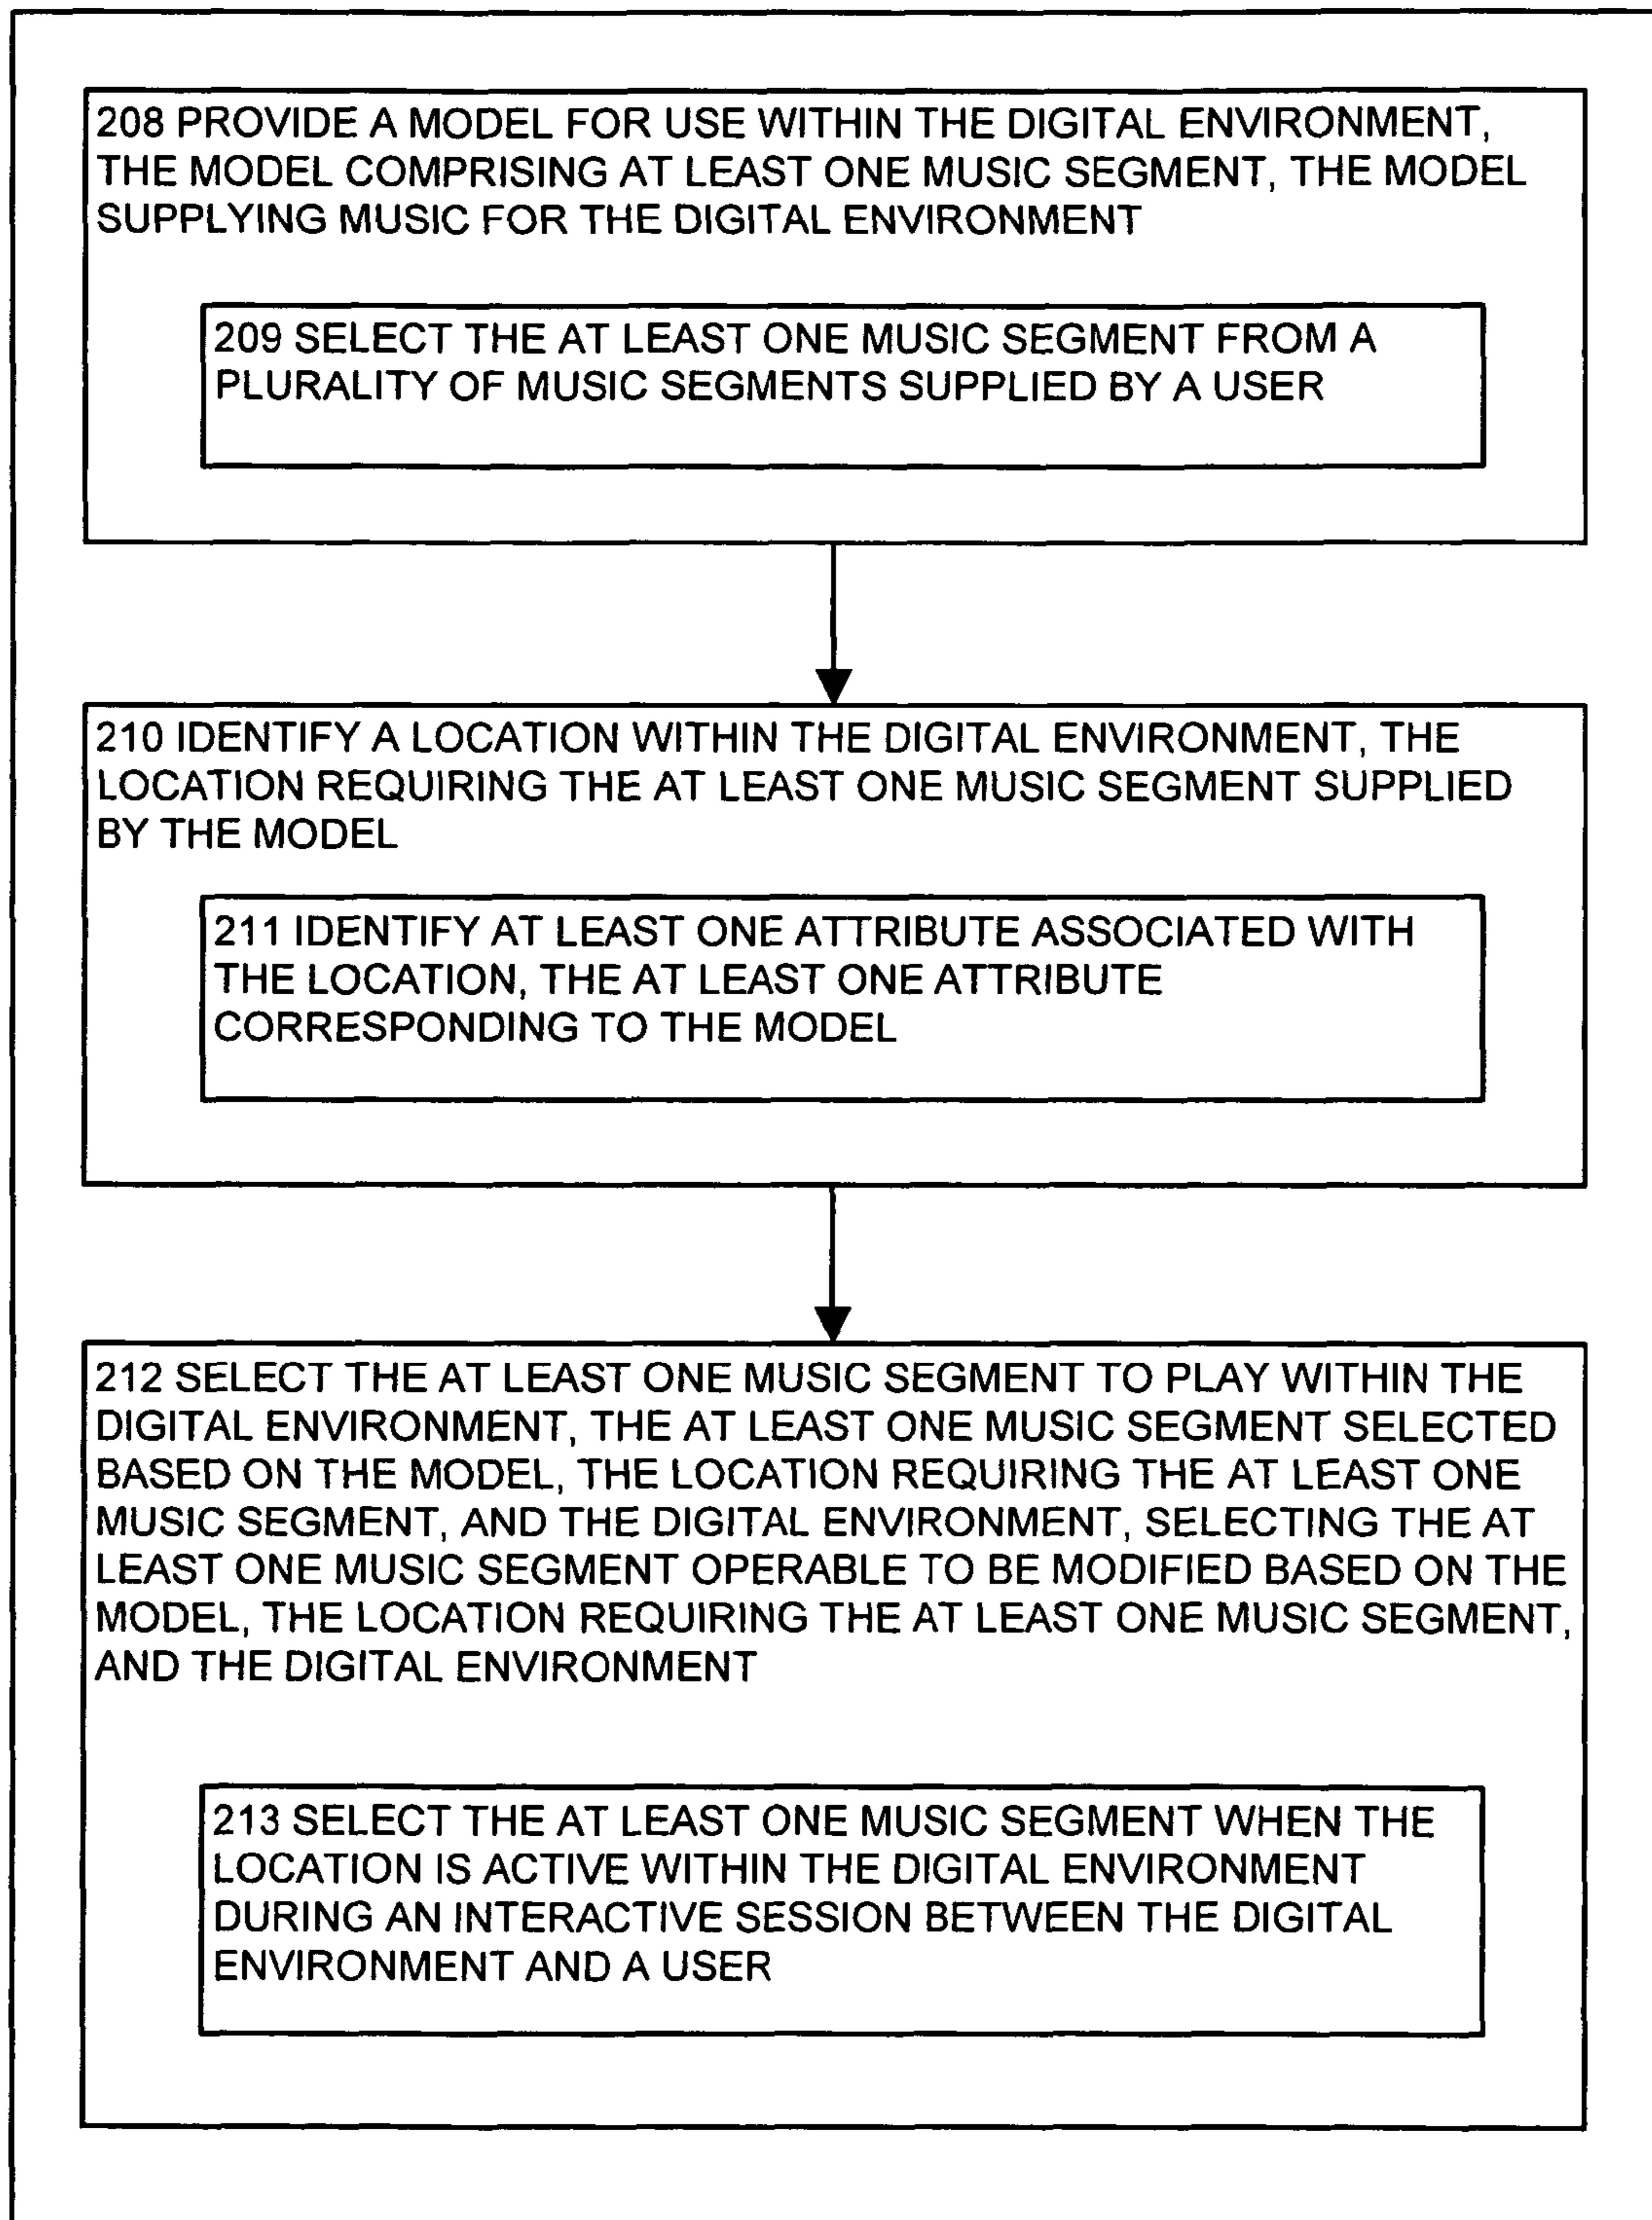 208 PROVIDE A MODEL FOR USE WITHIN THE DIGITAL ENVIRONMENT,
THE MODEL COMPRISING AT LEAST ONE MUSIC SEGMENT, THE MODEL
SUPPLYING MUSIC FOR THE DIGITAL ENVIRONMENT
209 SELECT THE AT LEAST ONE MUSIC SEGMENT FROM A
PLURALITY OF MUSIC SEGMENTS SUPPLIED BY A USER
210 IDENTIFY A LOCATION WITHIN THE DIGITAL ENVIRONMENT, THE
LOCATION REQUIRING THE AT LEAST ONE MUSIC SEGMENT SUPPLIED
BY THE MODEL
211 IDENTIFY AT LEAST ONE ATTRIBUTE ASSOCIATED WITH
THE LOCATION, THE AT LEAST ONE ATTRIBUTE
CORRESPONDING TO THE MODEL
212 SELECT THE AT LEAST ONE MUSIC SEGMENT TO PLAY WITHIN THE
DIGITAL ENVIRONMENT, THE AT LEAST ONE MUSIC SEGMENT SELECTED
BASED ON THE MODEL, THE LOCATION REQUIRING THE AT LEAST ONE
MUSIC SEGMENT, AND THE DIGITAL ENVIRONMENT, SELECTING THE AT
LEAST ONE MUSIC SEGMENT OPERABLE TO BE MODIFIED BASED ON THE
MODEL, THE LOCATION REQUIRING THE AT LEAST ONE MUSIC SEGMENT,
AND THE DIGITAL ENVIRONMENT
213 SELECT THE AT LEAST ONE MUSIC SEGMENT WHEN THE
LOCATION IS ACTIVE WITHIN THE DIGITAL ENVIRONMENT
DURING AN INTERACTIVE SESSION BETWEEN THE DIGITAL
ENVIRONMENT AND A USER